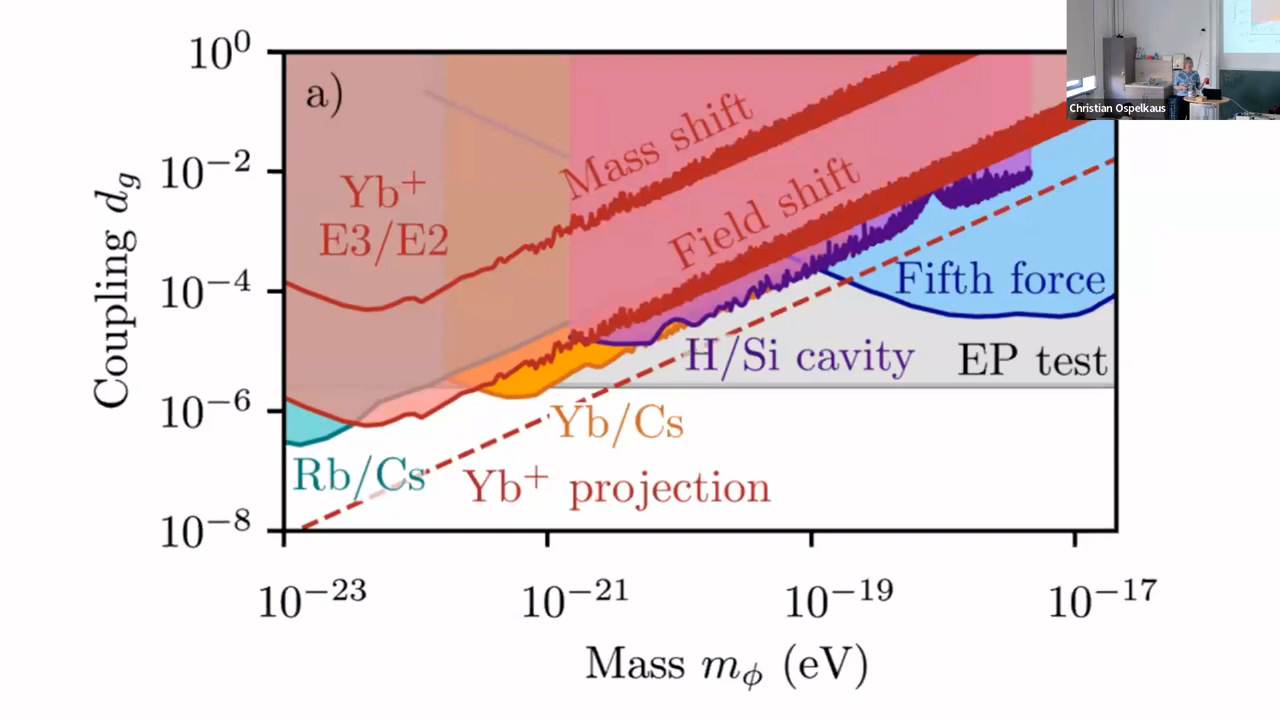 a)
Christian Ospelkaus
10⁰
10⁻²
10⁻⁴
10⁻⁶
10⁻⁸
Coupling d_g
Mass shift
Field shift
Yb⁺
E3/E2
Fifth force
H/Si cavity
EP test
Yb/Cs
Rb/Cs
Yb⁺ projection
10⁻²³
10⁻²¹
10⁻¹⁹
10⁻¹⁷
Mass m_ϕ (eV)